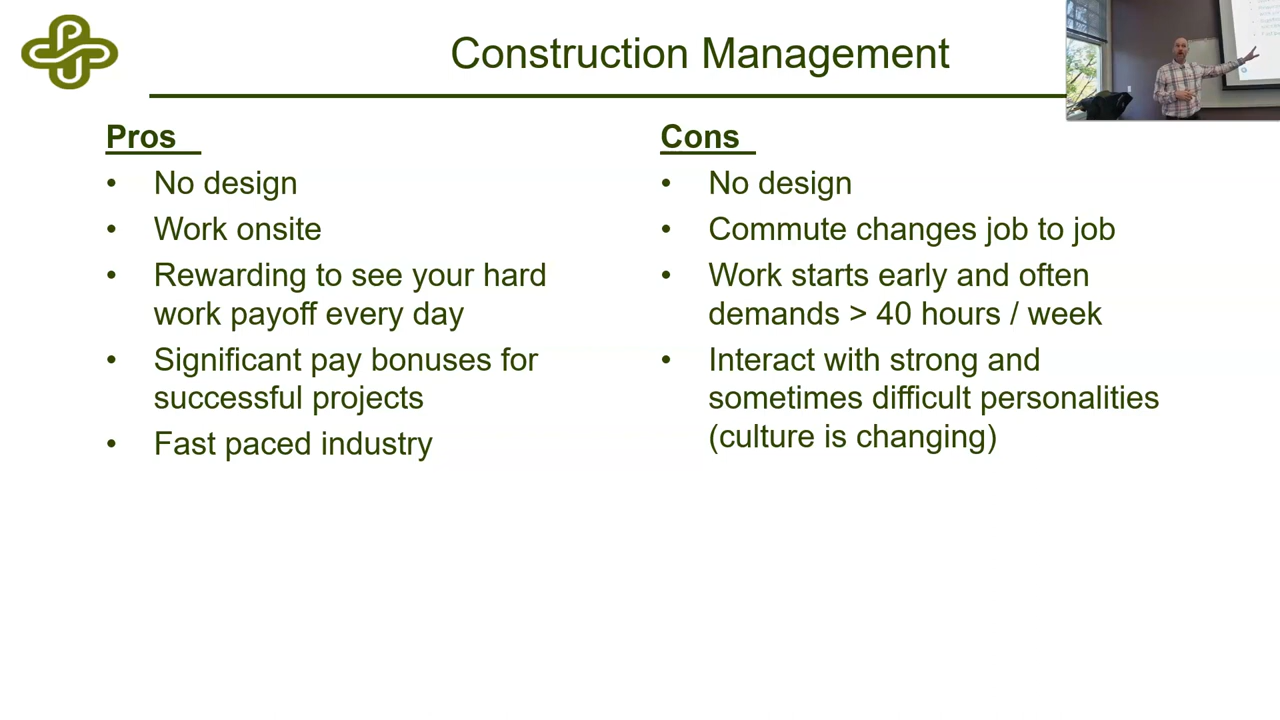 Construction Management
Pros
• No design
• Work onsite
• Rewarding to see your hard
work payoff every day
• Significant pay bonuses for
successful projects
• Fast paced industry
Cons
• No design
• Commute changes job to job
• Work starts early and often
demands > 40 hours / week
• Interact with strong and
sometimes difficult personalities
(culture is changing)